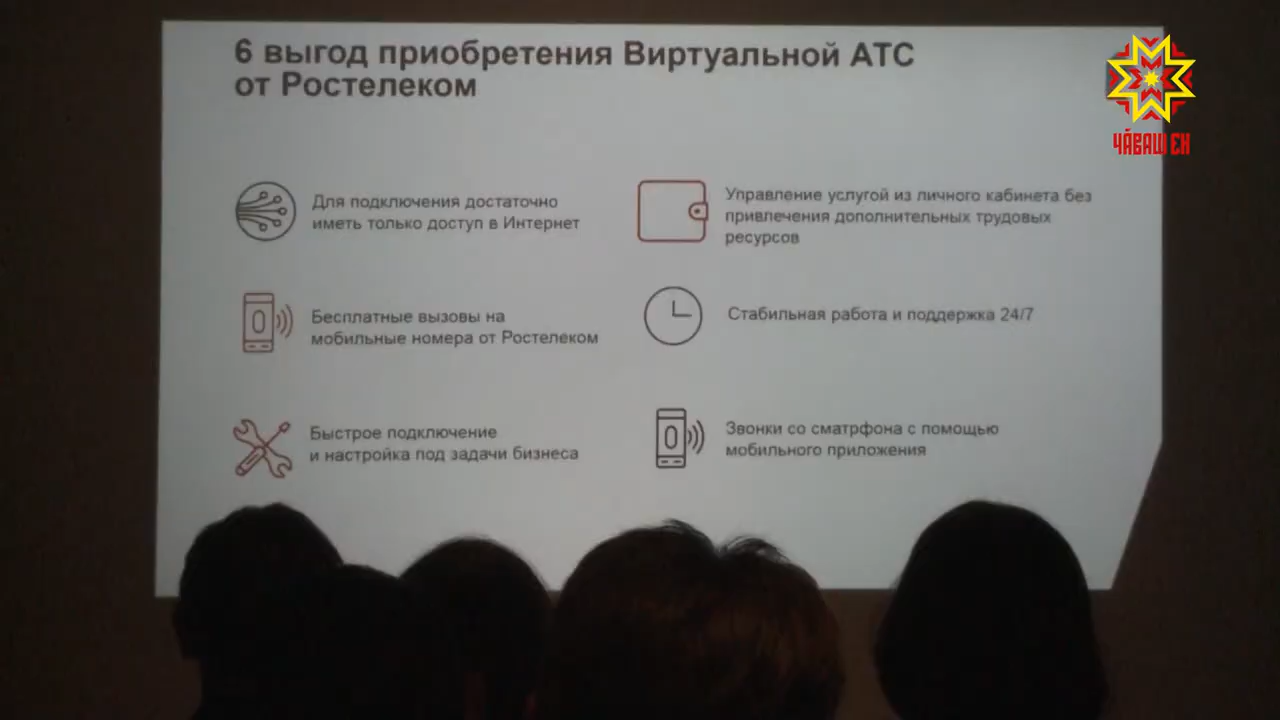 6 выгод приобретения Виртуальной АТС
от Ростелеком
ЧӐВАШ ЕН
Для подключения достаточно
иметь только доступ в Интернет
Управление услугой из личного кабинета без
привлечения дополнительных трудовых
ресурсов
Бесплатные вызовы на
мобильные номера от Ростелеком
Стабильная работа и поддержка 24/7
Быстрое подключение
и настройка под задачи бизнеса
Звонки со сматрфона с помощью
мобильного приложения